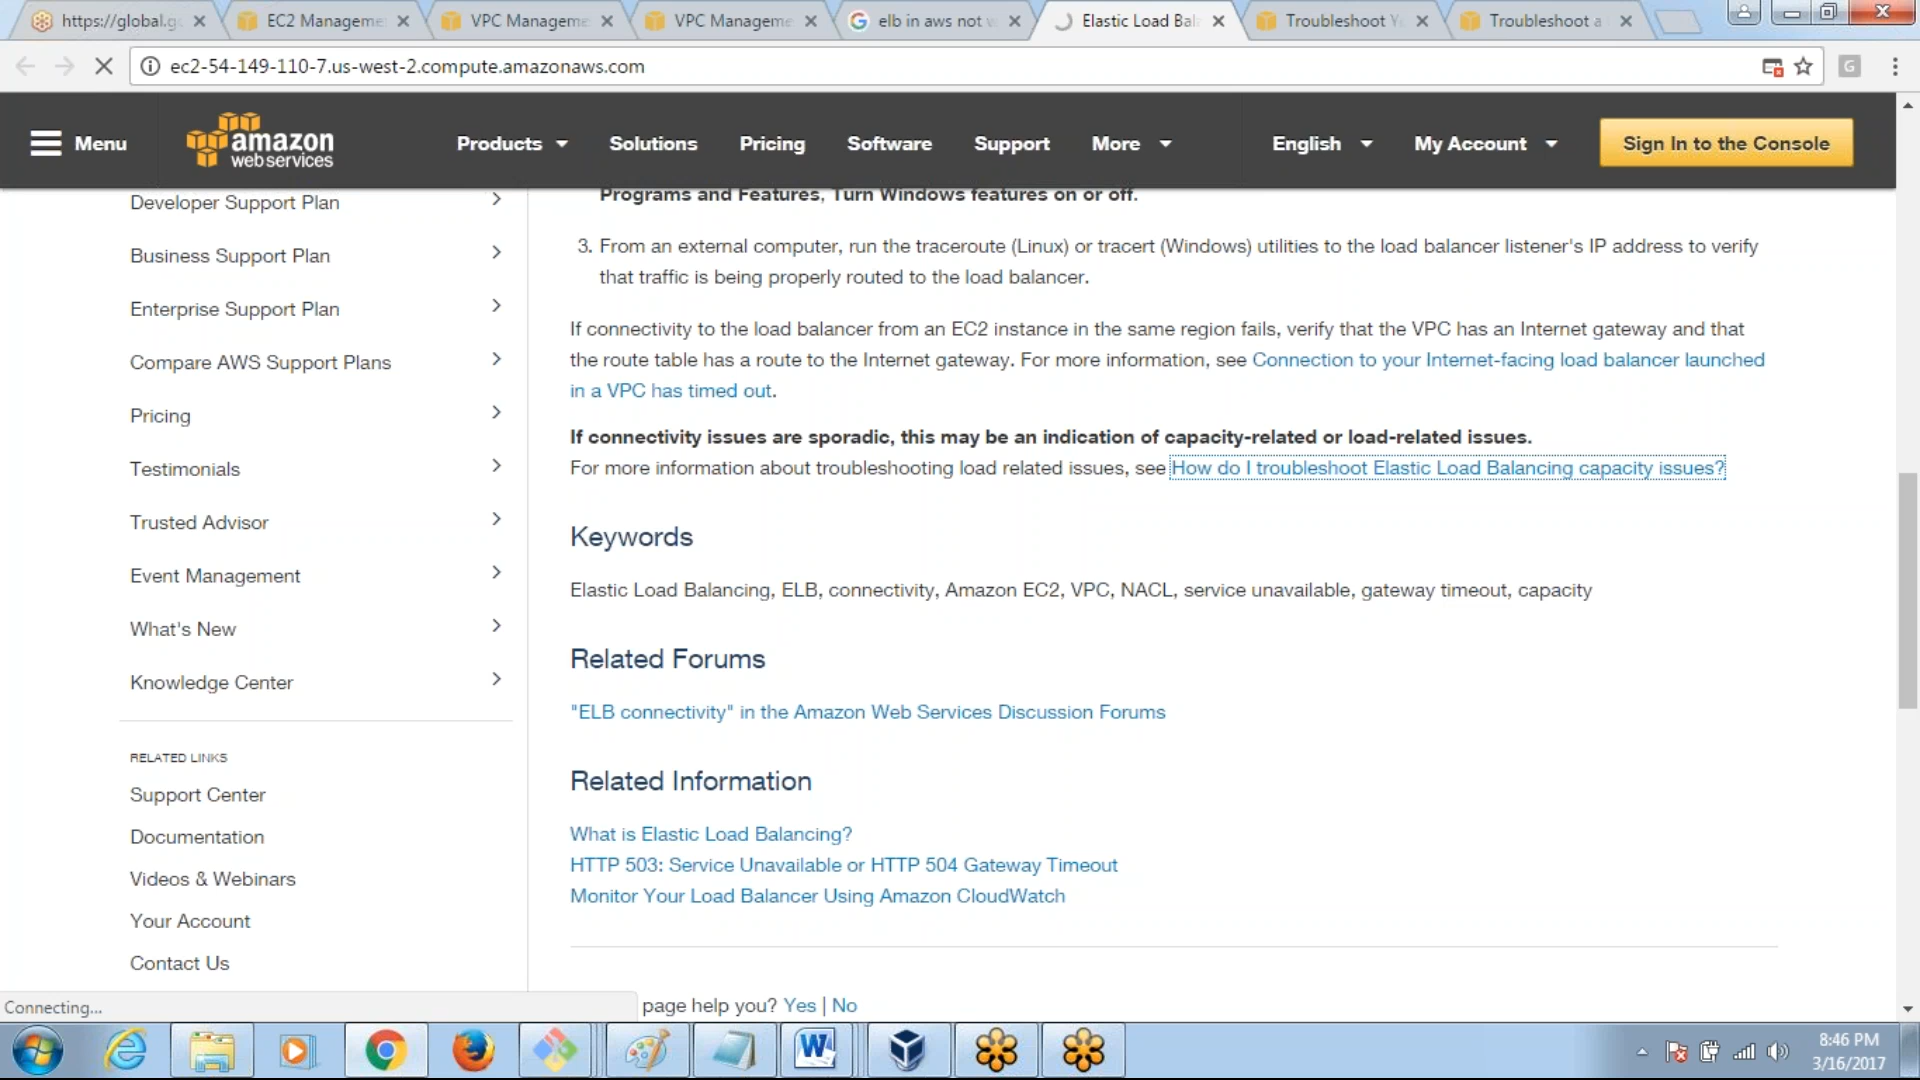 https://global.g
EC2 Manageme
VPC Manageme
VPC Manageme
elb in aws not w
Elastic Load Bal
Troubleshoot Y
Troubleshoot a
ec2-54-149-110-7.us-west-2.compute.amazonaws.com
G
Menu
amazon
web services
Products
Solutions
Pricing
Software
Support
More
English
My Account
Sign In to the Console
Developer Support Plan
Business Support Plan
Enterprise Support Plan
Compare AWS Support Plans
Pricing
Testimonials
Trusted Advisor
Event Management
What's New
Knowledge Center
RELATED LINKS
Support Center
Documentation
Videos & Webinars
Your Account
Contact Us
Programs and Features, Turn Windows features on or off.
3. From an external computer, run the traceroute (Linux) or tracert (Windows) utilities to the load balancer listener's IP address to verify
that traffic is being properly routed to the load balancer.
If connectivity to the load balancer from an EC2 instance in the same region fails, verify that the VPC has an Internet gateway and that
the route table has a route to the Internet gateway. For more information, see Connection to your Internet-facing load balancer launched
in a VPC has timed out.
If connectivity issues are sporadic, this may be an indication of capacity-related or load-related issues.
For more information about troubleshooting load related issues, see How do I troubleshoot Elastic Load Balancing capacity issues?
Keywords
Elastic Load Balancing, ELB, connectivity, Amazon EC2, VPC, NACL, service unavailable, gateway timeout, capacity
Related Forums
"ELB connectivity" in the Amazon Web Services Discussion Forums
Related Information
What is Elastic Load Balancing?
HTTP 503: Service Unavailable or HTTP 504 Gateway Timeout
Monitor Your Load Balancer Using Amazon CloudWatch
page help you? Yes | No
Connecting...
8:46 PM
3/16/2017